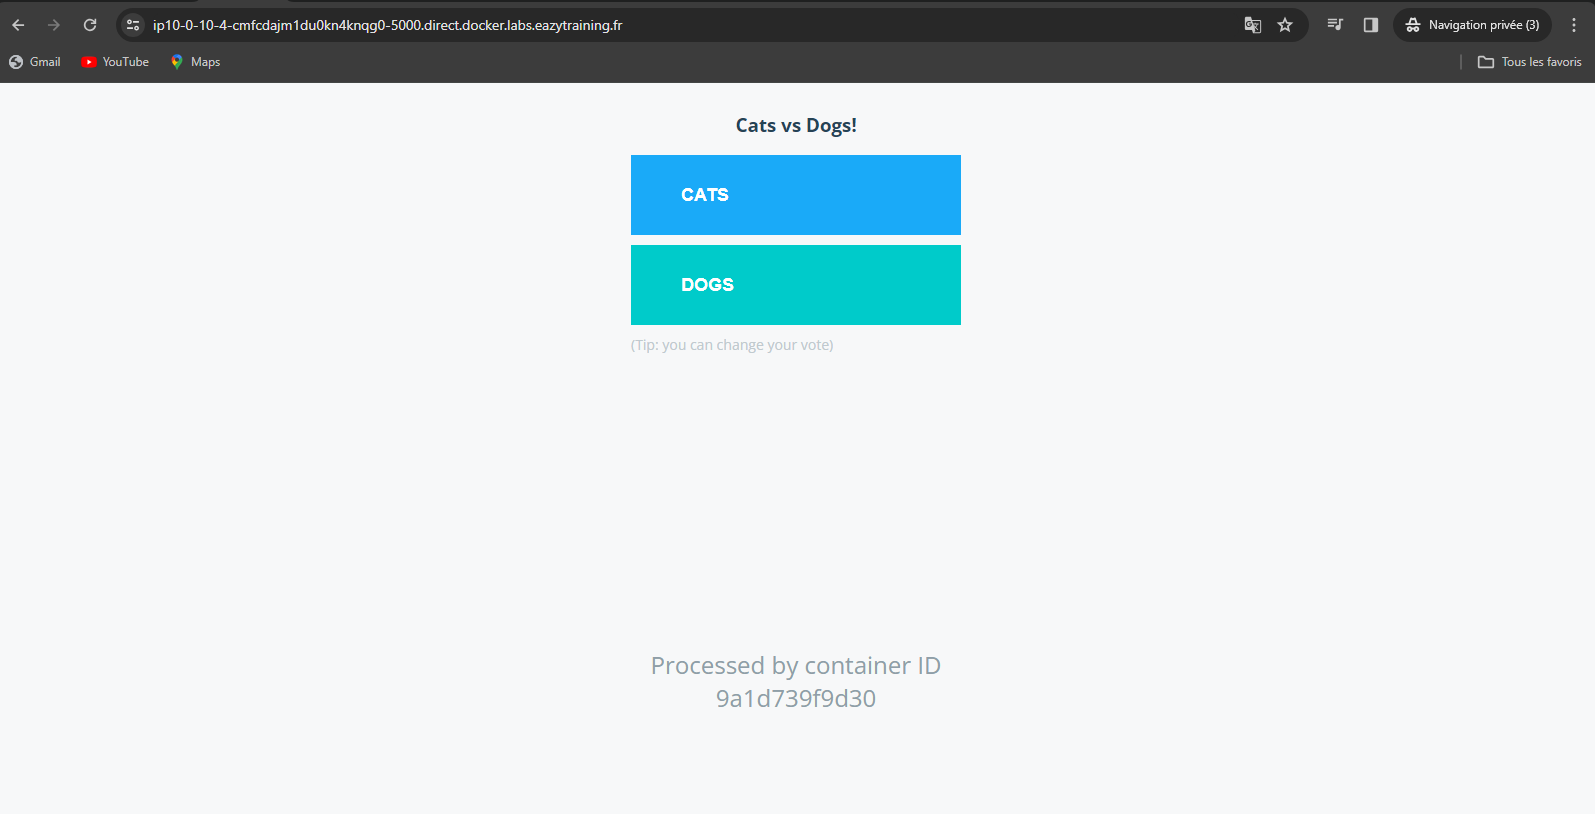 ip10-0-10-4-cmfcdajm1du0kn4knqg0-5000.direct.docker.labs.eazytraining.fr
Navigation privée (3)
Gmail
YouTube
Maps
Tous les favoris
Cats vs Dogs!
CATS
DOGS
(Tip: you can change your vote)
Processed by container ID
9a1d739f9d30